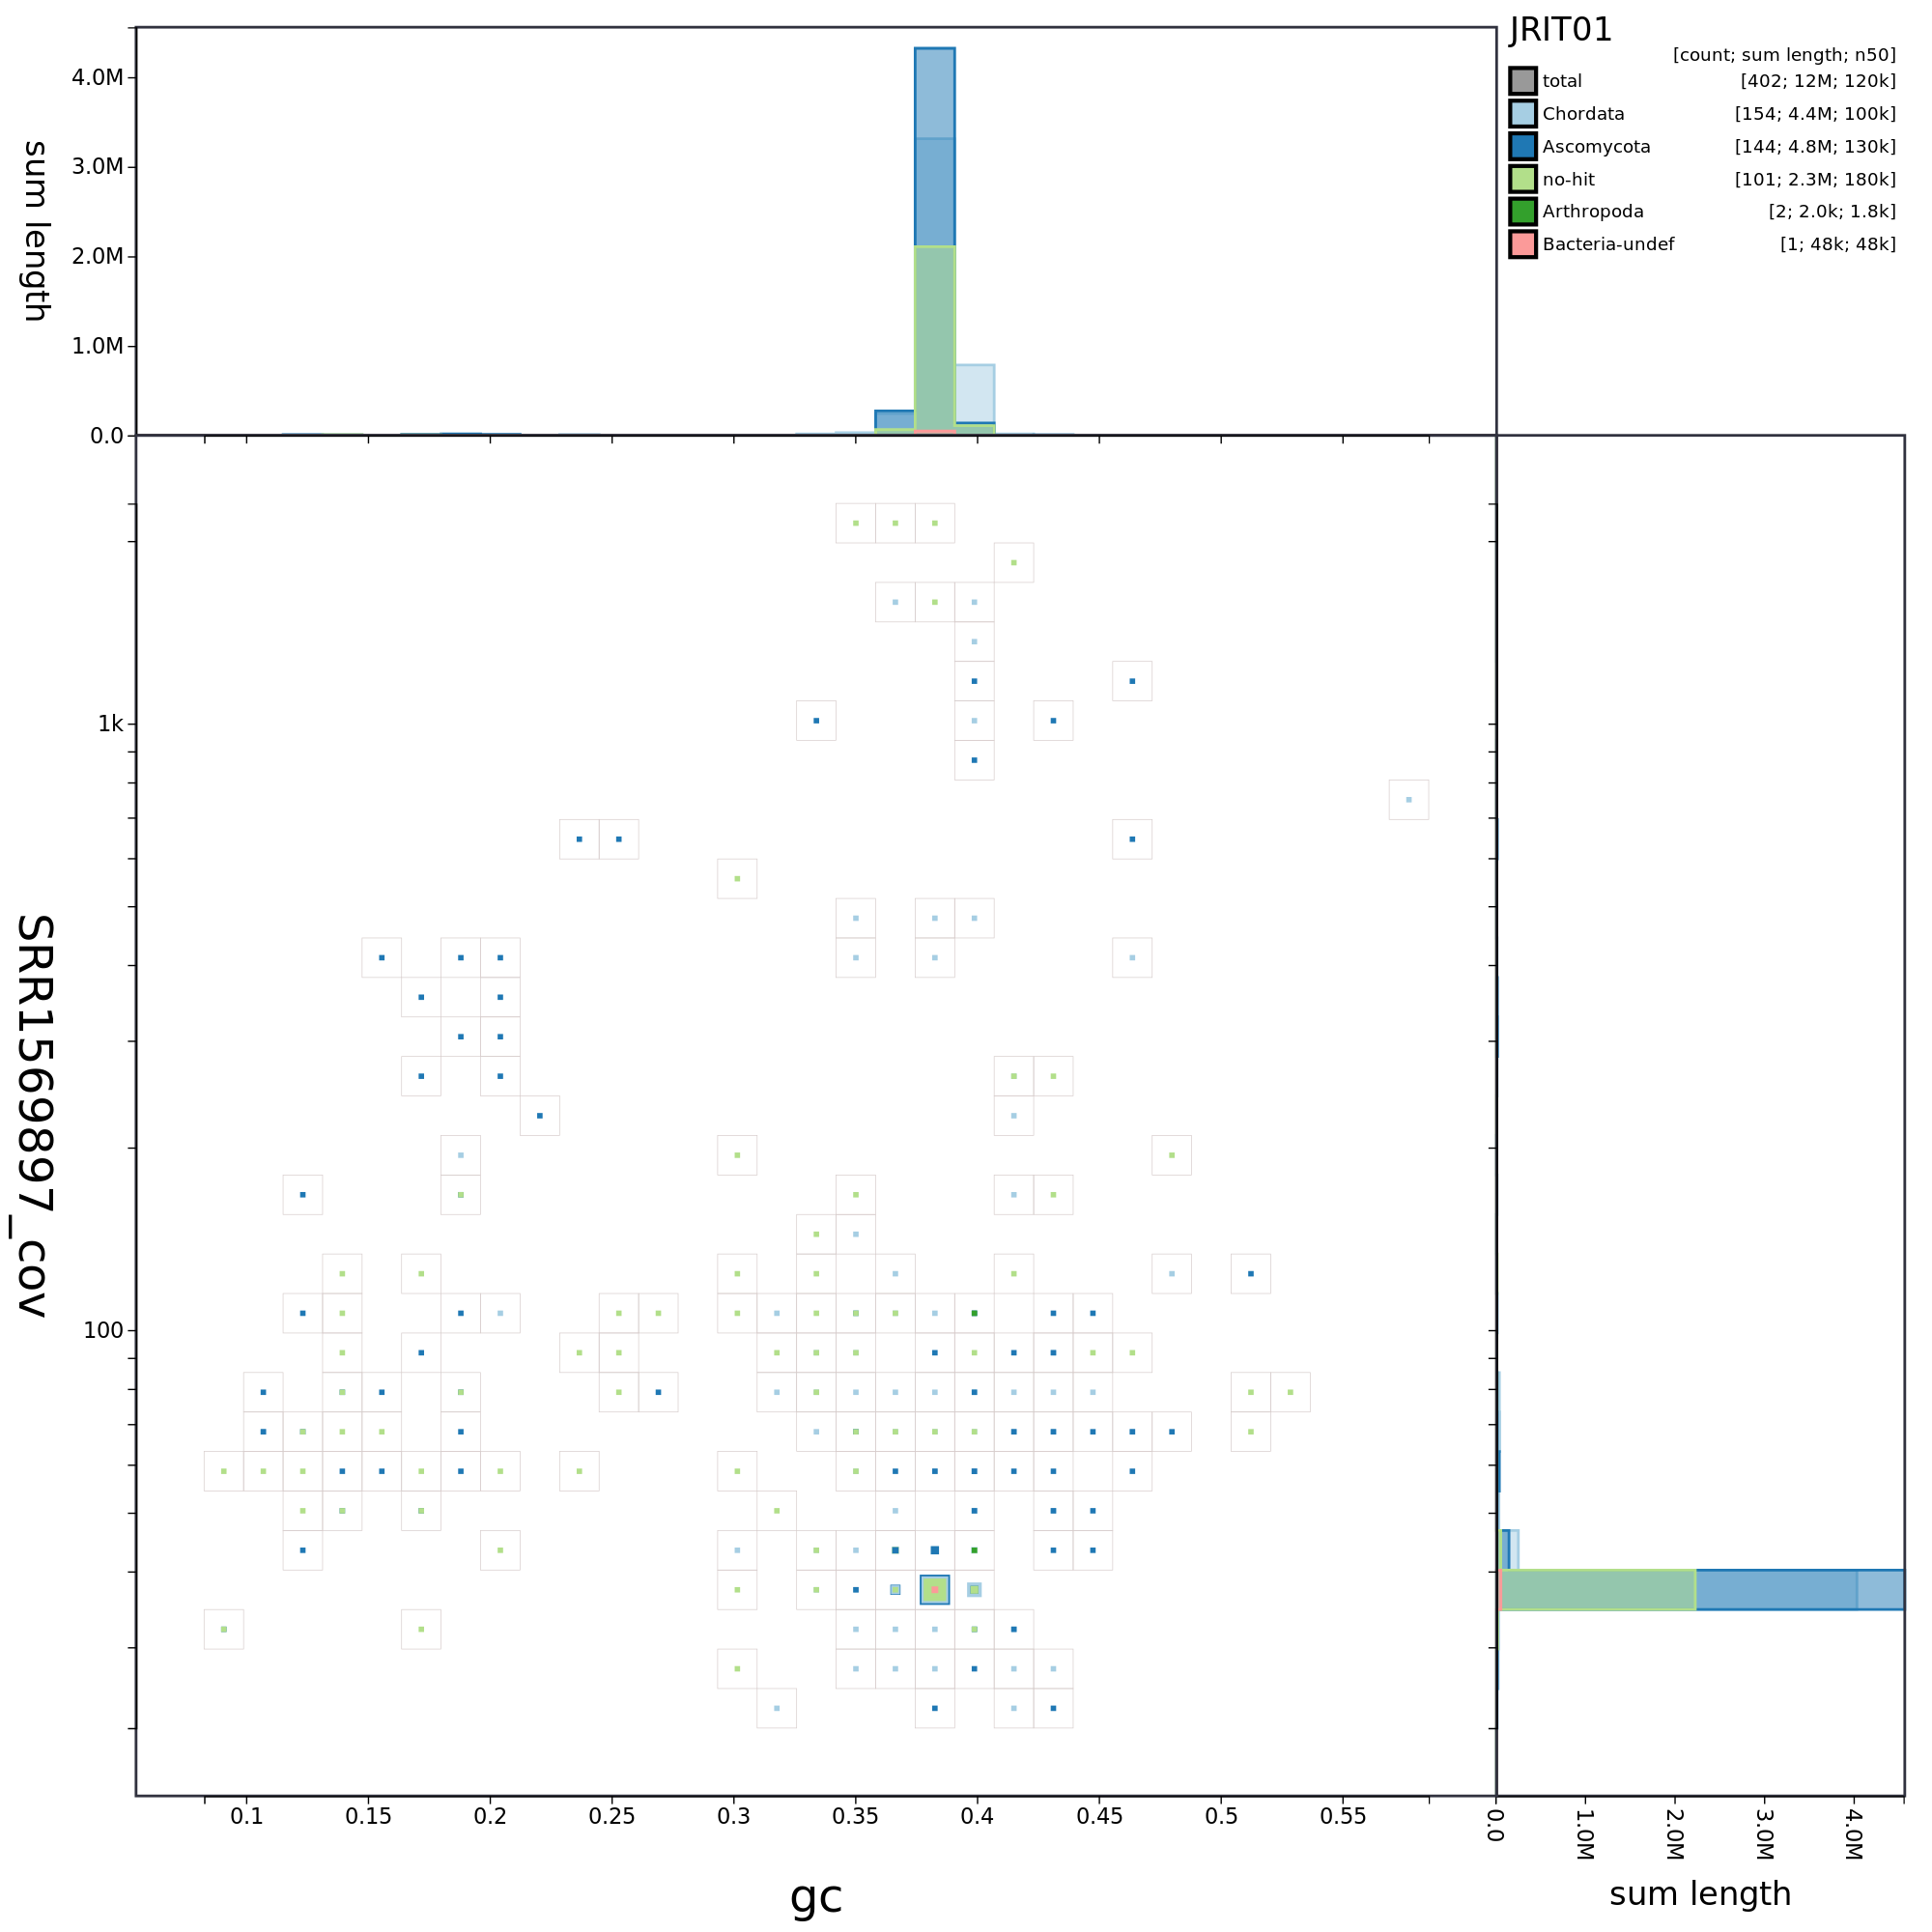 JRIT01
[count; sum length; n50]
total [402; 12M; 120k]
Chordata [154; 4.4M; 100k]
Ascomycota [144; 4.8M; 130k]
no-hit [101; 2.3M; 180k]
Arthropoda [2; 2.0k; 1.8k]
Bacteria-undef [1; 48k; 48k]
sum length
4.0M
3.0M
2.0M
1.0M
0.0
SRR1569897_cov
1k
100
0.1 0.15 0.2 0.25 0.3 0.35 0.4 0.45 0.5 0.55
gc
0.0 1.0M 2.0M 3.0M 4.0M
sum length